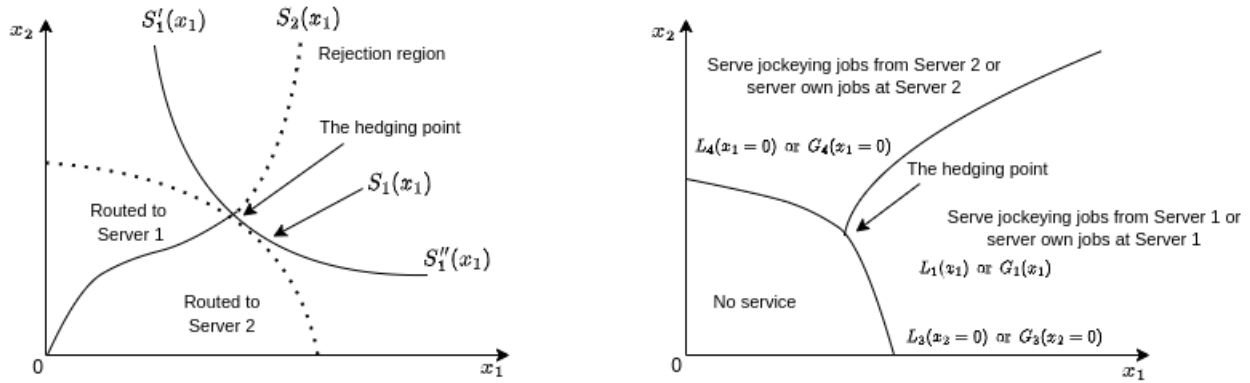 S₁′(x₁)
S₂(x₁)
x₂
Rejection region
The hedging point
S₁(x₁)
Routed to
Server 1
S₁″(x₁)
Routed to
Server 2
0
x₁
x₂
Serve jockeying jobs from Server 2 or
server own jobs at Server 2
L₄(x₁=0) or G₄(x₁=0)
The hedging point
Serve jockeying jobs from Server 1 or
server own jobs at Server 1
L₁(x₁) or G₁(x₁)
No service
L₃(x₂=0) or G₃(x₂=0)
0
x₁